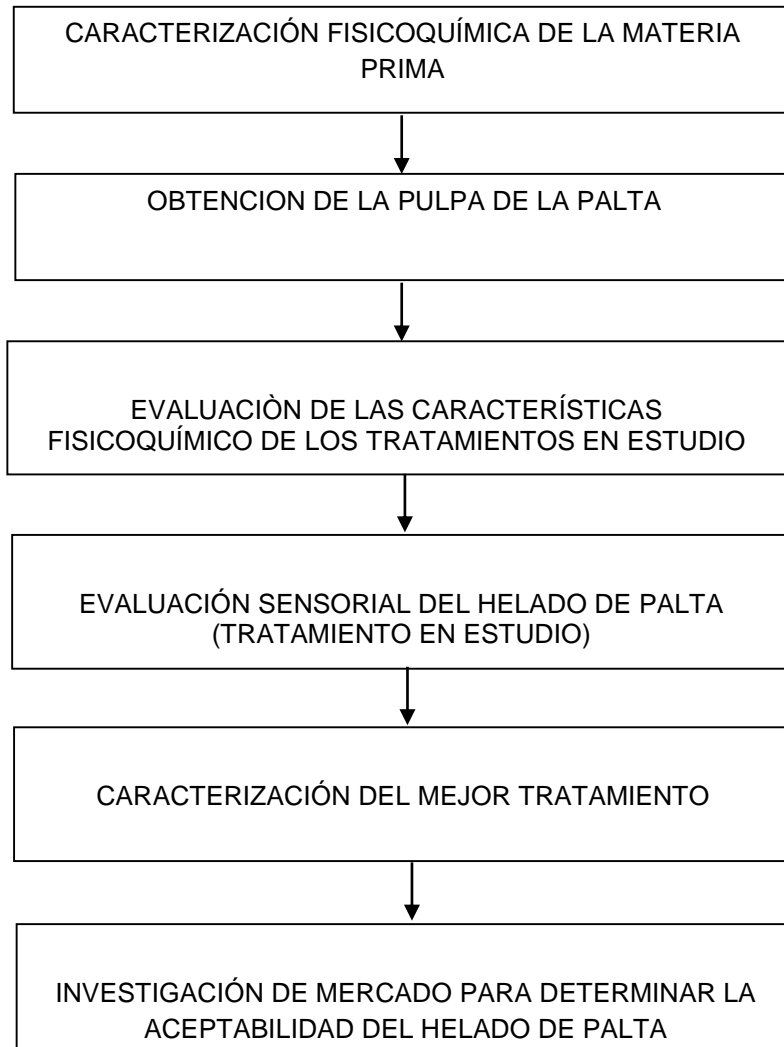 CARACTERIZACIÓN FISICOQUÍMICA DE LA MATERIA
PRIMA
OBTENCION DE LA PULPA DE LA PALTA
EVALUACIÒN DE LAS CARACTERÍSTICAS
FISICOQUÍMICO DE LOS TRATAMIENTOS EN ESTUDIO
EVALUACIÓN SENSORIAL DEL HELADO DE PALTA
(TRATAMIENTO EN ESTUDIO)
CARACTERIZACIÓN DEL MEJOR TRATAMIENTO
INVESTIGACIÓN DE MERCADO PARA DETERMINAR LA
ACEPTABILIDAD DEL HELADO DE PALTA